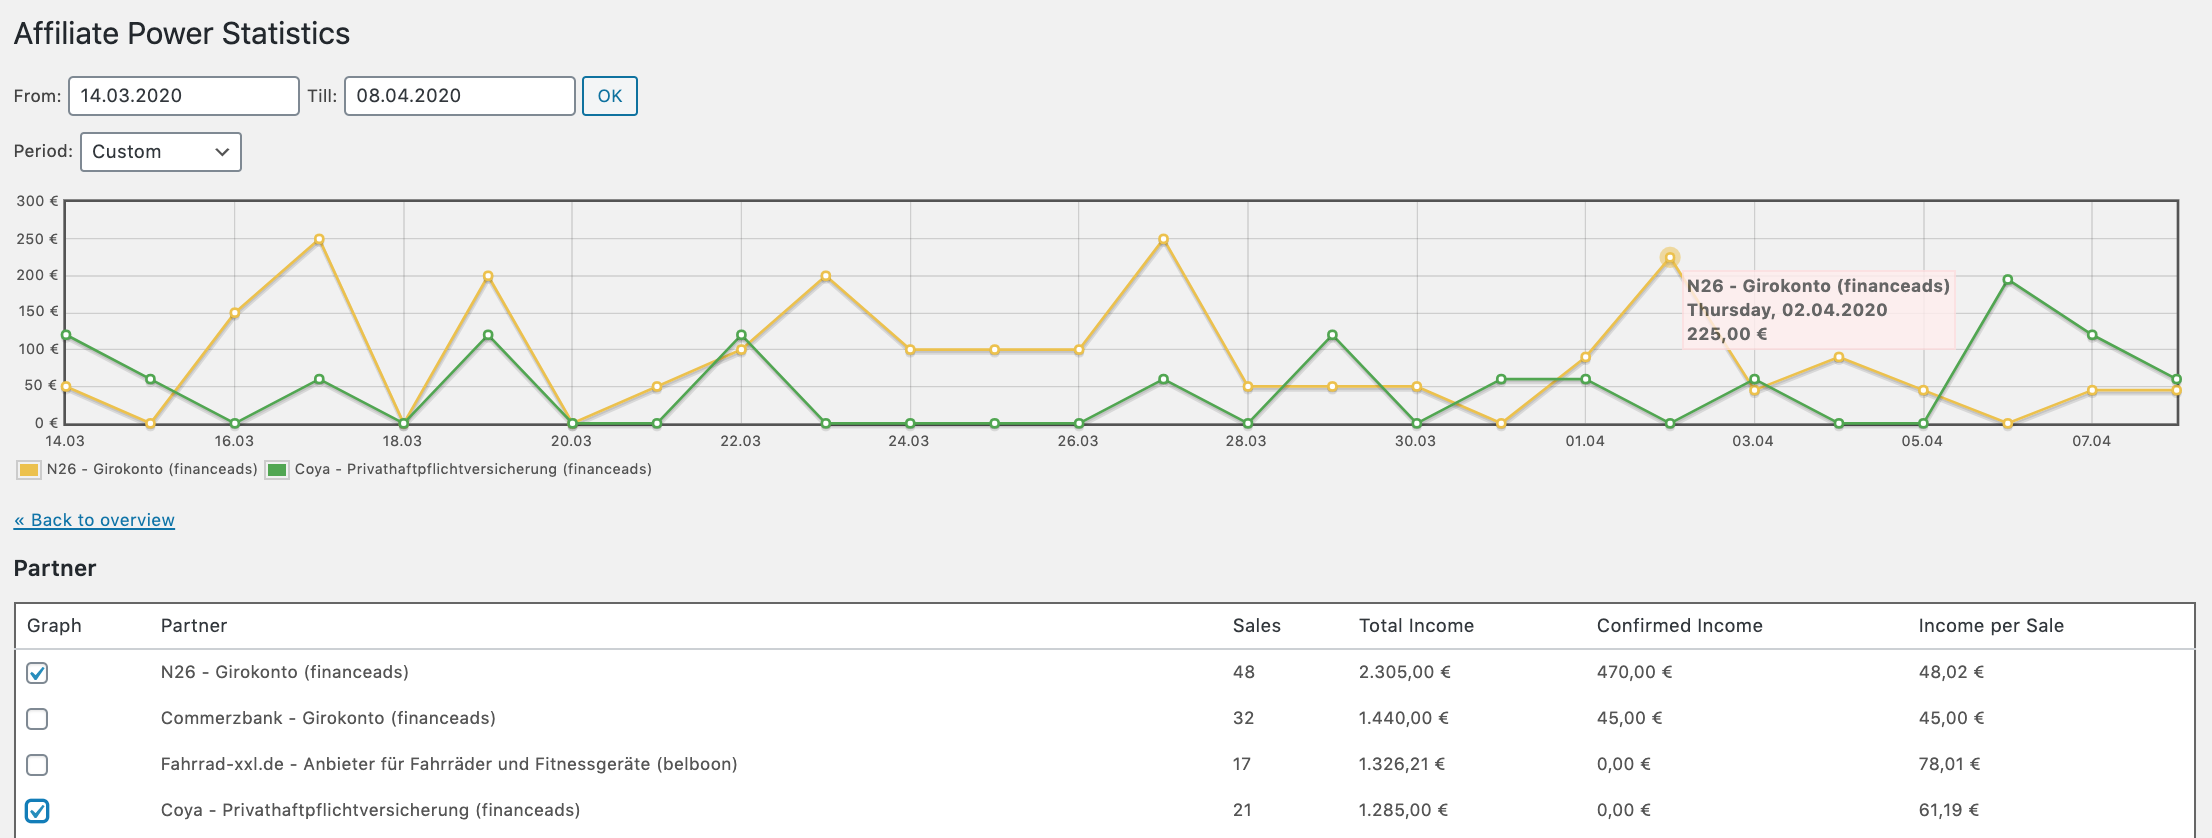 Affiliate Power Statistics
From: 14.03.2020 Till: 08.04.2020 OK
Period: Custom
300 €
250 €
200 €
150 €
100 €
50 €
0 €
14.03 16.03 18.03 20.03 22.03 24.03 26.03 28.03 30.03 01.04 03.04 05.04 07.04
N26 - Girokonto (financeads)
Thursday, 02.04.2020
225,00 €
N26 - Girokonto (financeads) Coya - Privathaftpflichtversicherung (financeads)
« Back to overview
Partner
Graph Partner Sales Total Income Confirmed Income Income per Sale
N26 - Girokonto (financeads) 48 2.305,00 € 470,00 € 48,02 €
Commerzbank - Girokonto (financeads) 32 1.440,00 € 45,00 € 45,00 €
Fahrrad-xxl.de - Anbieter für Fahrräder und Fitnessgeräte (belboon) 17 1.326,21 € 0,00 € 78,01 €
Coya - Privathaftpflichtversicherung (financeads) 21 1.285,00 € 0,00 € 61,19 €